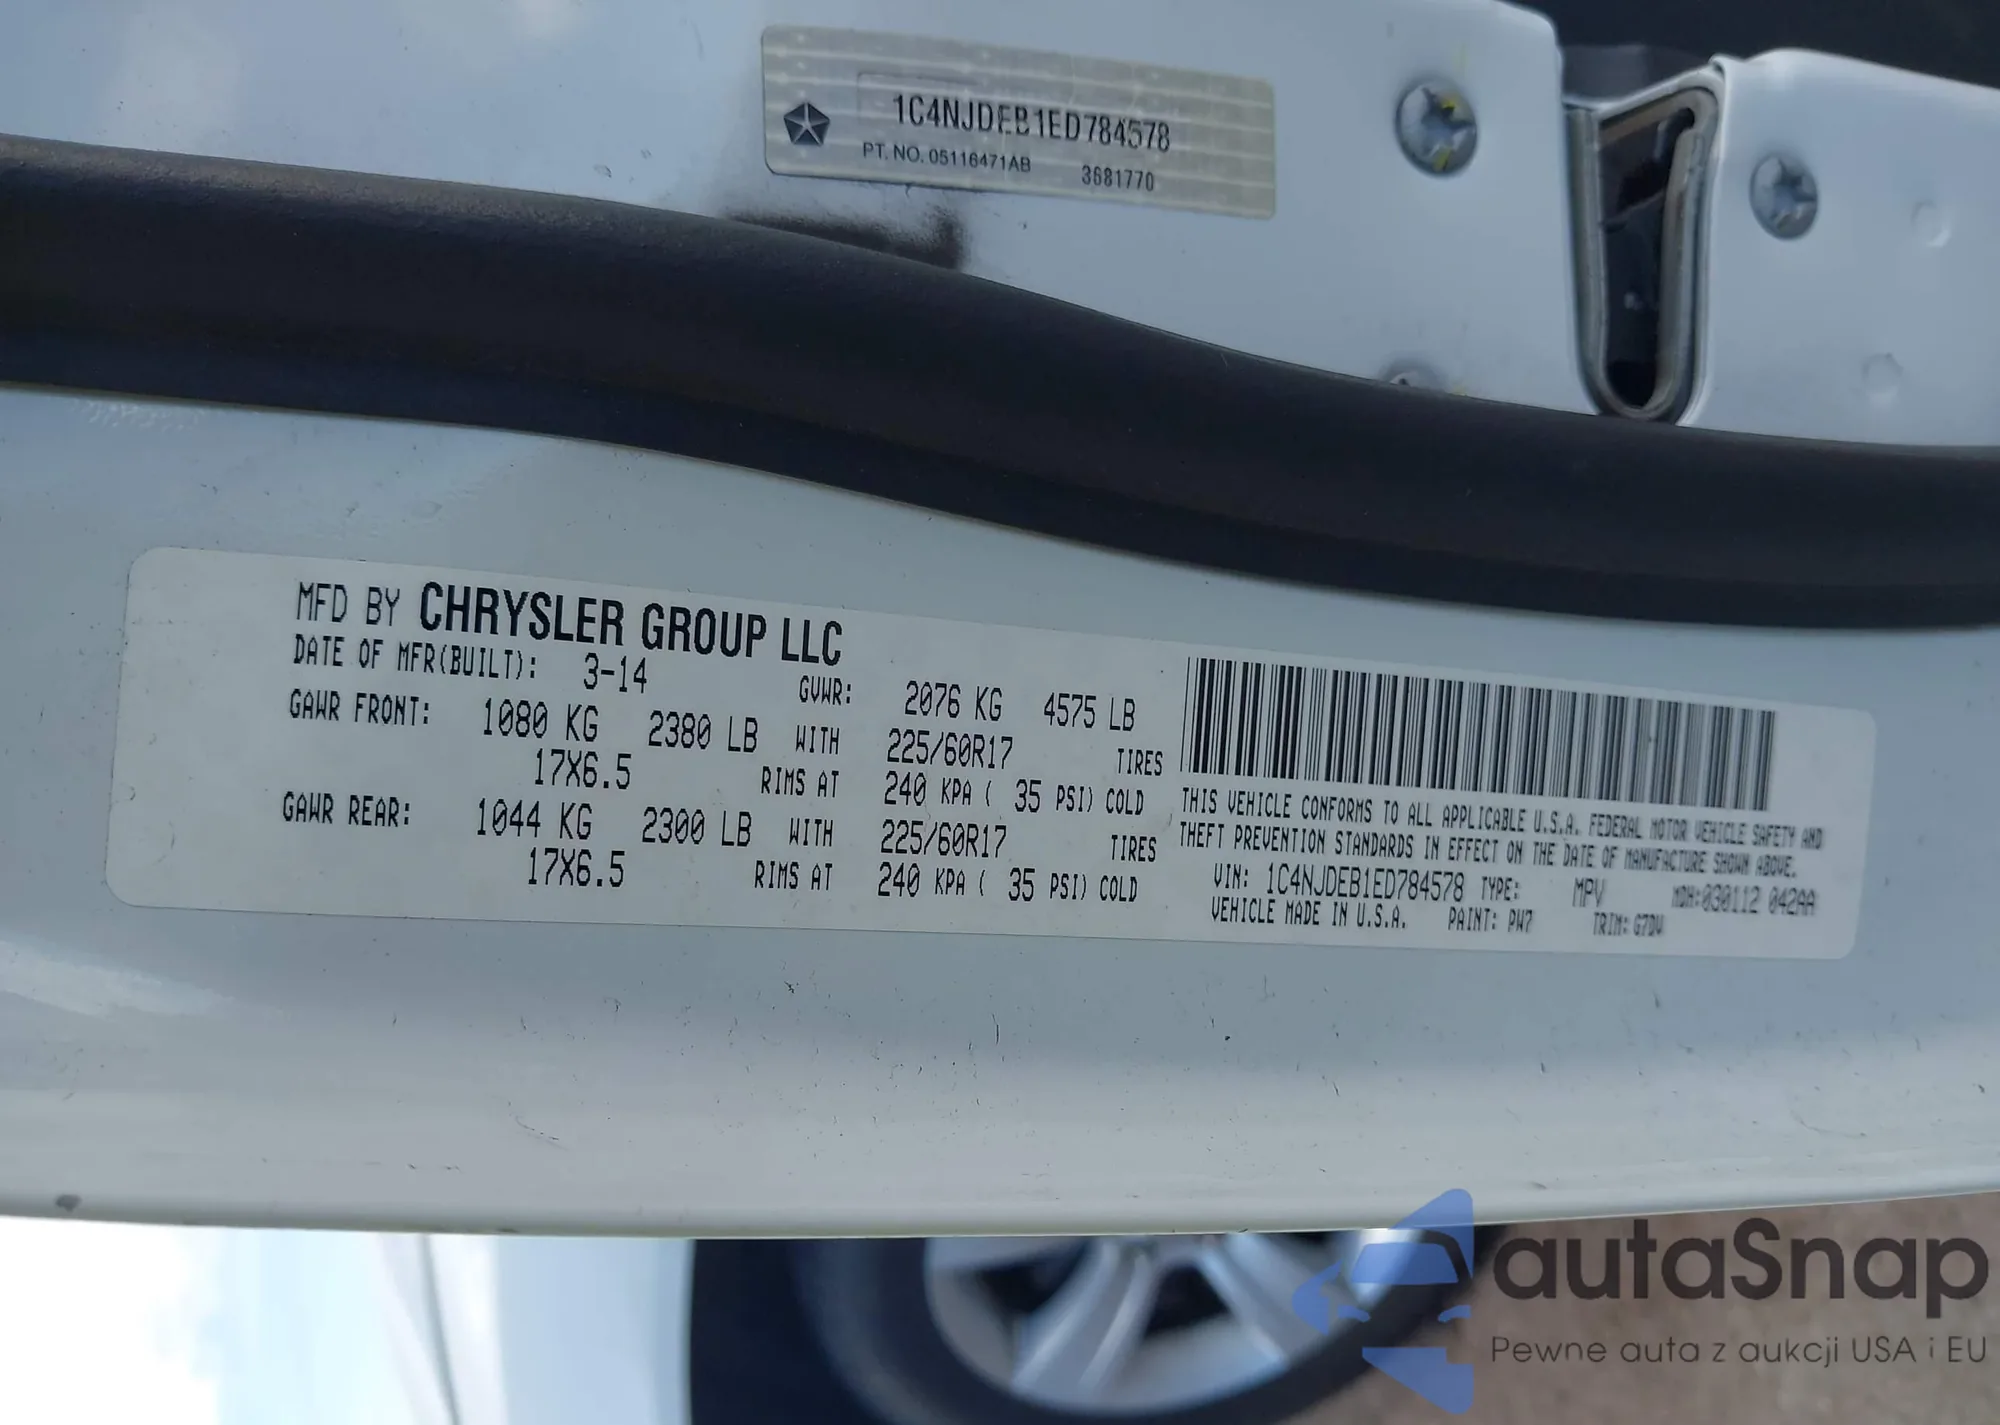 1C4NJDEB1ED784578
PT. NO. 05116471AB 3681770
MFD BY CHRYSLER GROUP LLC
DATE OF MFR(BUILT): 3-14 GVWR: 2076 KG 4575 LB
GAWR FRONT: 1080 KG 2380 LB WITH 225/60R17 TIRES
17X6.5 RIMS AT 240 KPA ( 35 PSI) COLD
GAWR REAR: 1044 KG 2300 LB WITH 225/60R17 TIRES
17X6.5 RIMS AT 240 KPA ( 35 PSI) COLD
THIS VEHICLE CONFORMS TO ALL APPLICABLE U.S.A. FEDERAL MOTOR VEHICLE SAFETY AND
THEFT PREVENTION STANDARDS IN EFFECT ON THE DATE OF MANUFACTURE SHOWN ABOVE.
VIN: 1C4NJDEB1ED784578 TYPE: MPV MDH:030112 042AA
VEHICLE MADE IN U.S.A. PAINT: PW7 TRIM: G7DV
autaSnap
Pewne auta z aukcji USA i EU